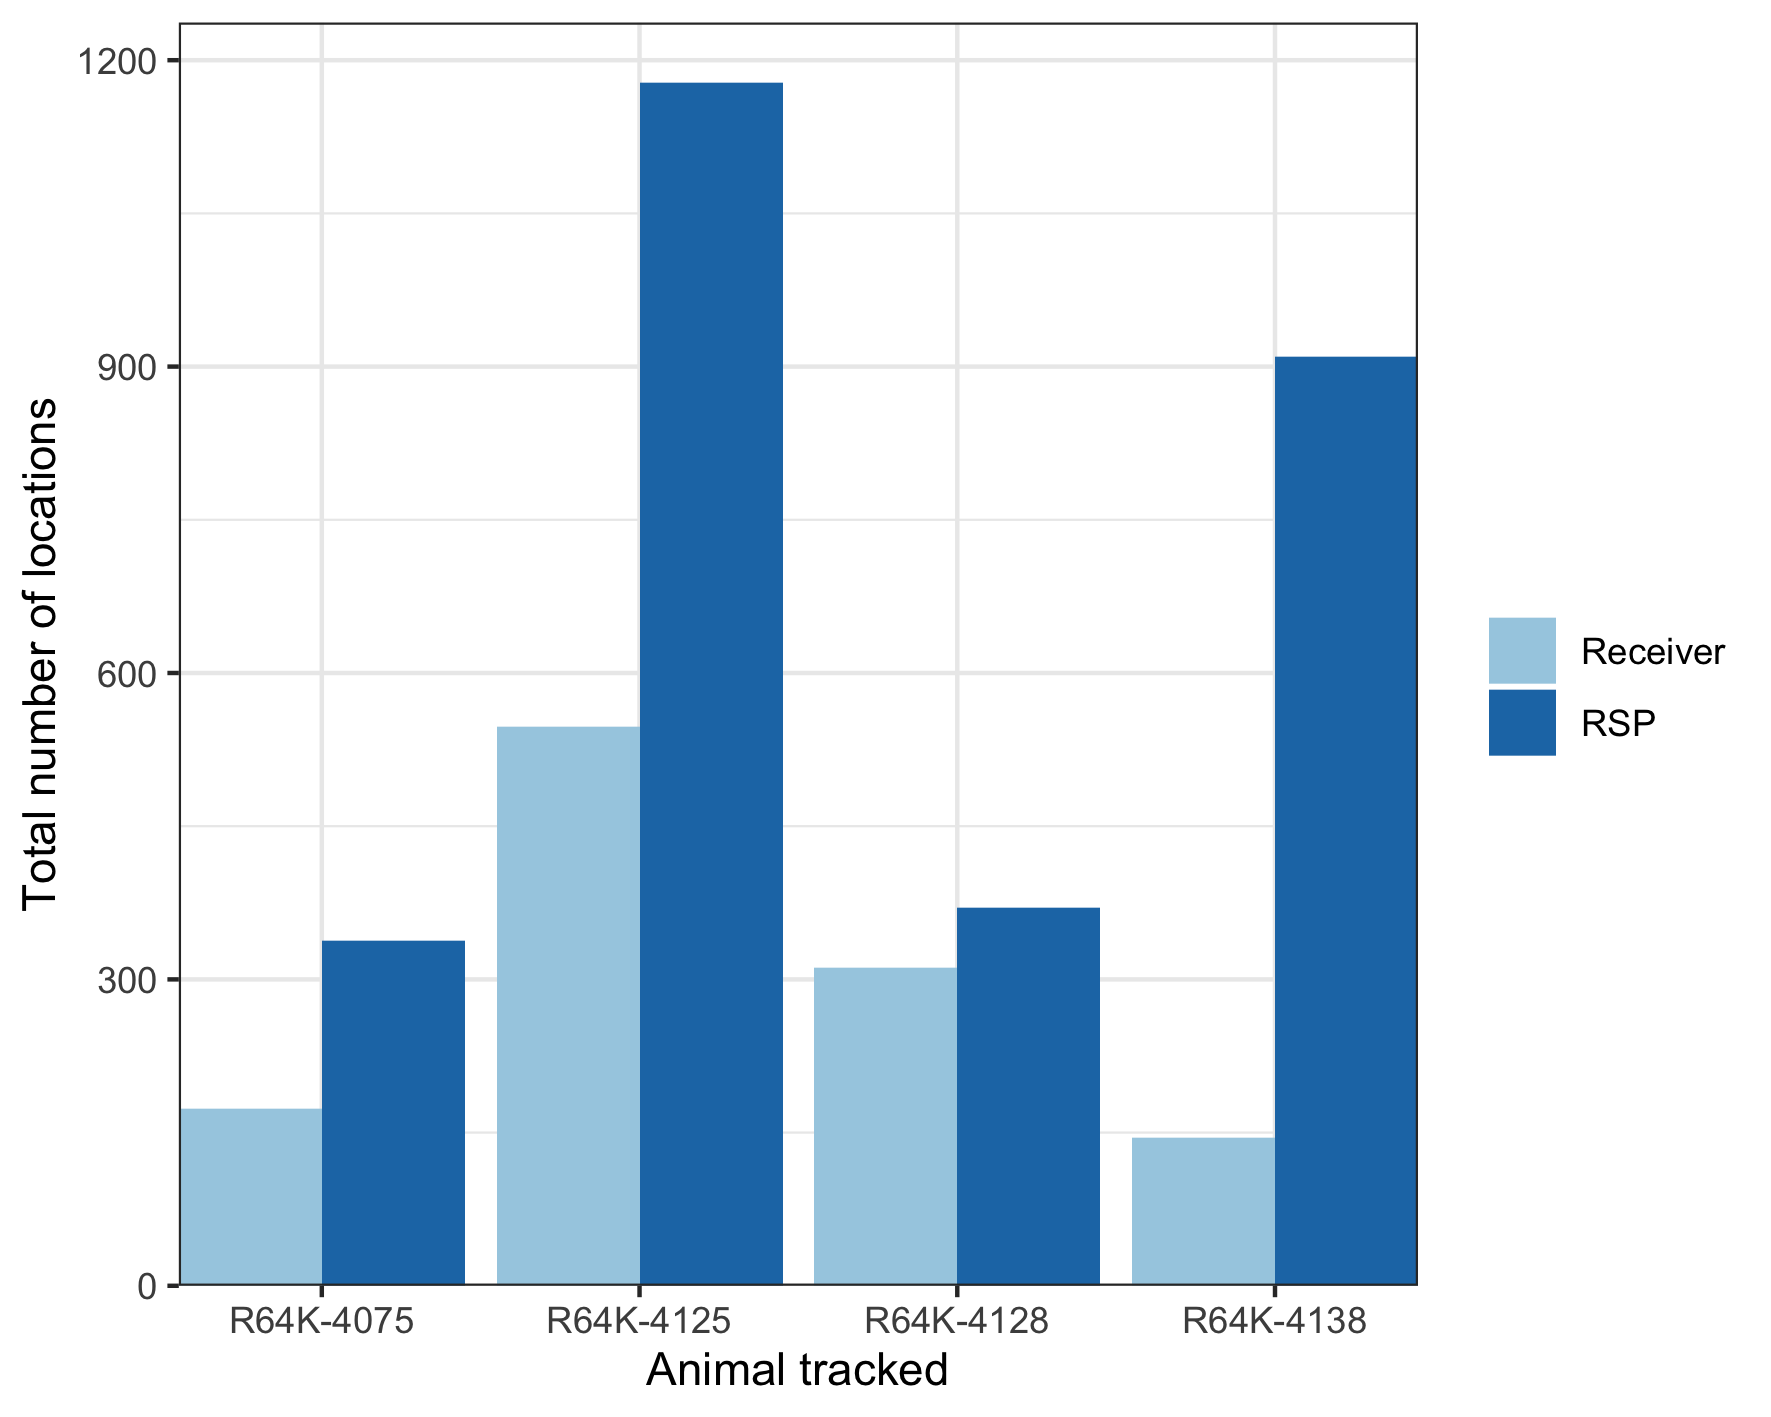 Total number of locations
1200
900
600
300
0
R64K-4075 R64K-4125 R64K-4128 R64K-4138
Animal tracked
Receiver
RSP